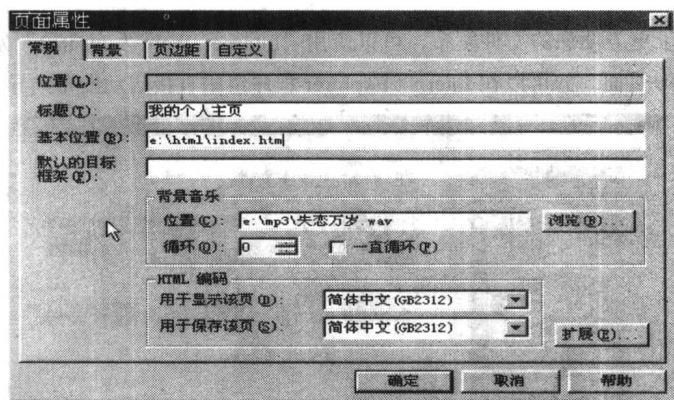 页面属性
常规 背景 页边距 自定义
位置(L):
标题(T): 我的个人主页
基本位置(B): e:\html\index.htm
默认的目标
框架(F):
背景音乐
位置(C): e:\mp3\失恋万岁.wav 浏览(R)...
循环(O): 0 一直循环(F)
HTML 编码
用于显示该页(D): 简体中文(GB2312)
用于保存该页(S): 简体中文(GB2312)
扩展(E)...
确定 取消 帮助